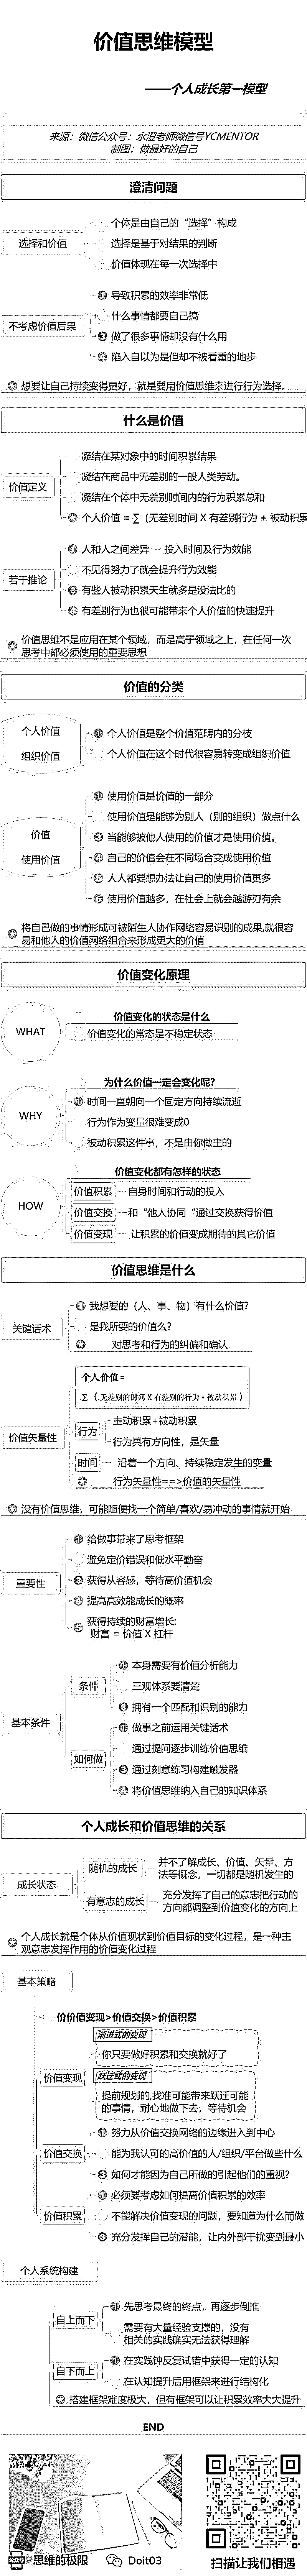 价值思维模型
——个人成长第一模型
来源：微信公众号：永澄老师微信号YCMENTOR
制图：做最好的自己
澄清问题
选择和价值
个体是由自己的“选择”构成
选择是基于对结果的判断
价值体现在每一次选择中
不考虑价值后果
导致积累的效率非常低
什么事情都要自己搞
做了很多事情却没有什么用
陷入自以为是但却不被看重的地步
想要让自己持续变得更好，就是要用价值思维来进行行为选择。
什么是价值
价值定义
凝结在某对象中的时间积累结果
凝结在商品中无差别的一般人类劳动。
凝结在个体中无差别时间内的行为积累总和
个人价值 = ∑（无差别时间 X 有差别行为 + 被动积累
若干推论
人和人之间差异——投入时间及行为效能
不见得努力了就会提升行为效能
有些人被动积累天生就多是没法比的
有差别行为也很可能带来个人价值的快速提升
价值思维不是应用在某个领域，而是高于领域之上，在任何一次
思考中都必须使用的重要思想
价值的分类
个人价值
组织价值
个人价值是整个价值范畴内的分枝
个人价值在这个时代很容易转变成组织价值
价值
使用价值
使用价值是价值的一部分
使用价值是能够为别人（别的组织）做点什么
当能够被他人使用的价值才是使用价值。
自己的价值会在不同场合变成使用价值
人人都要想办法让自己的使用价值更多
使用价值越多，在社会上就会越游刃有余
将自己做的事情形成可被陌生人协作网络容易识别的成果,就很容
易和他人的价值网络组合来形成更大的价值
价值变化原理
WHAT
价值变化的状态是什么
价值变化的常态是不稳定状态
WHY
为什么价值一定会变化呢？
时间一直朝向一个固定方向持续流逝
行为作为变量很难变成0
被动积累这件事，不是由你做主的
HOW
价值变化都有怎样的状态
价值积累 自身时间和行动的投入
价值交换 和“他人协同“通过交换获得价值
价值变现 让积累的价值变成期待的其它价值
价值思维是什么
关键话术
我想要的（人、事、物）有什么价值？
是我所要的价值么？
对思考和行为的纠偏和确认
价值矢量性
个人价值 =
∑（无差别的时间 X 有差别的行为 + 被动积累）
行为
主动积累+被动积累
行为具有方向性，是矢量
时间 沿着一个方向、持续稳定发生的变量
行为矢量性==>价值的矢量性
没有价值思维，可能随便找一个简单/喜欢/易冲动的事情就开始
重要性
给做事带来了思考框架
避免定价错误和低水平勤奋
获得从容感，等待高价值机会
提高高效能成长的概率
获得持续的财富增长:
财富 = 价值 X 杠杆
基本条件
条件
本身需要有价值分析能力
三观体系要清楚
拥有一个匹配和识别的能力
如何做
做事之前运用关键话术
通过提问逐步训练价值思维
通过刻意练习构建触发器
将价值思维纳入自己的知识体系
个人成长和价值思维的关系
成长状态
随机的成长
并不了解成长、价值、矢量、方
法等概念，一切都是随机发生的
有意志的成长
充分发挥了自己的意志把行动的
方向都调整到价值变化的方向上
个人成长就是个体从价值现状到价值目标的变化过程，是一种主
观意志发挥作用的价值变化过程
基本策略
价价值变现>价值交换>价值积累
价值变现
渐进式的变现
你只要做好积累和交换就好了
跃迁式的变现
提前规划的,找准可能带来跃迁可能
的事情，耐心地做下去，等待机会
价值交换
努力从价值交换网络的边缘进入到中心
能为我认可的高价值的人/组织/平台做些什么
如何才能因为自己所做的引起他们的重视？
价值积累
必须要考虑如何提高价值积累的效率
不能解决价值变现的问题，要知道为什么而做
充分发挥自己的潜能，让内外部干扰变到最小
个人系统构建
自上而下
先思考最终的终点，再逐步倒推
需要有大量经验支撑的，没有
相关的实践确实无法获得理解
自下而上
在实践钟反复试错中获得一定的认知
在认知提升后用框架来进行结构化
搭建框架难度极大，但有框架可以让积累效率大大提升
END
思维的极限
Doit03
扫描让我们相遇